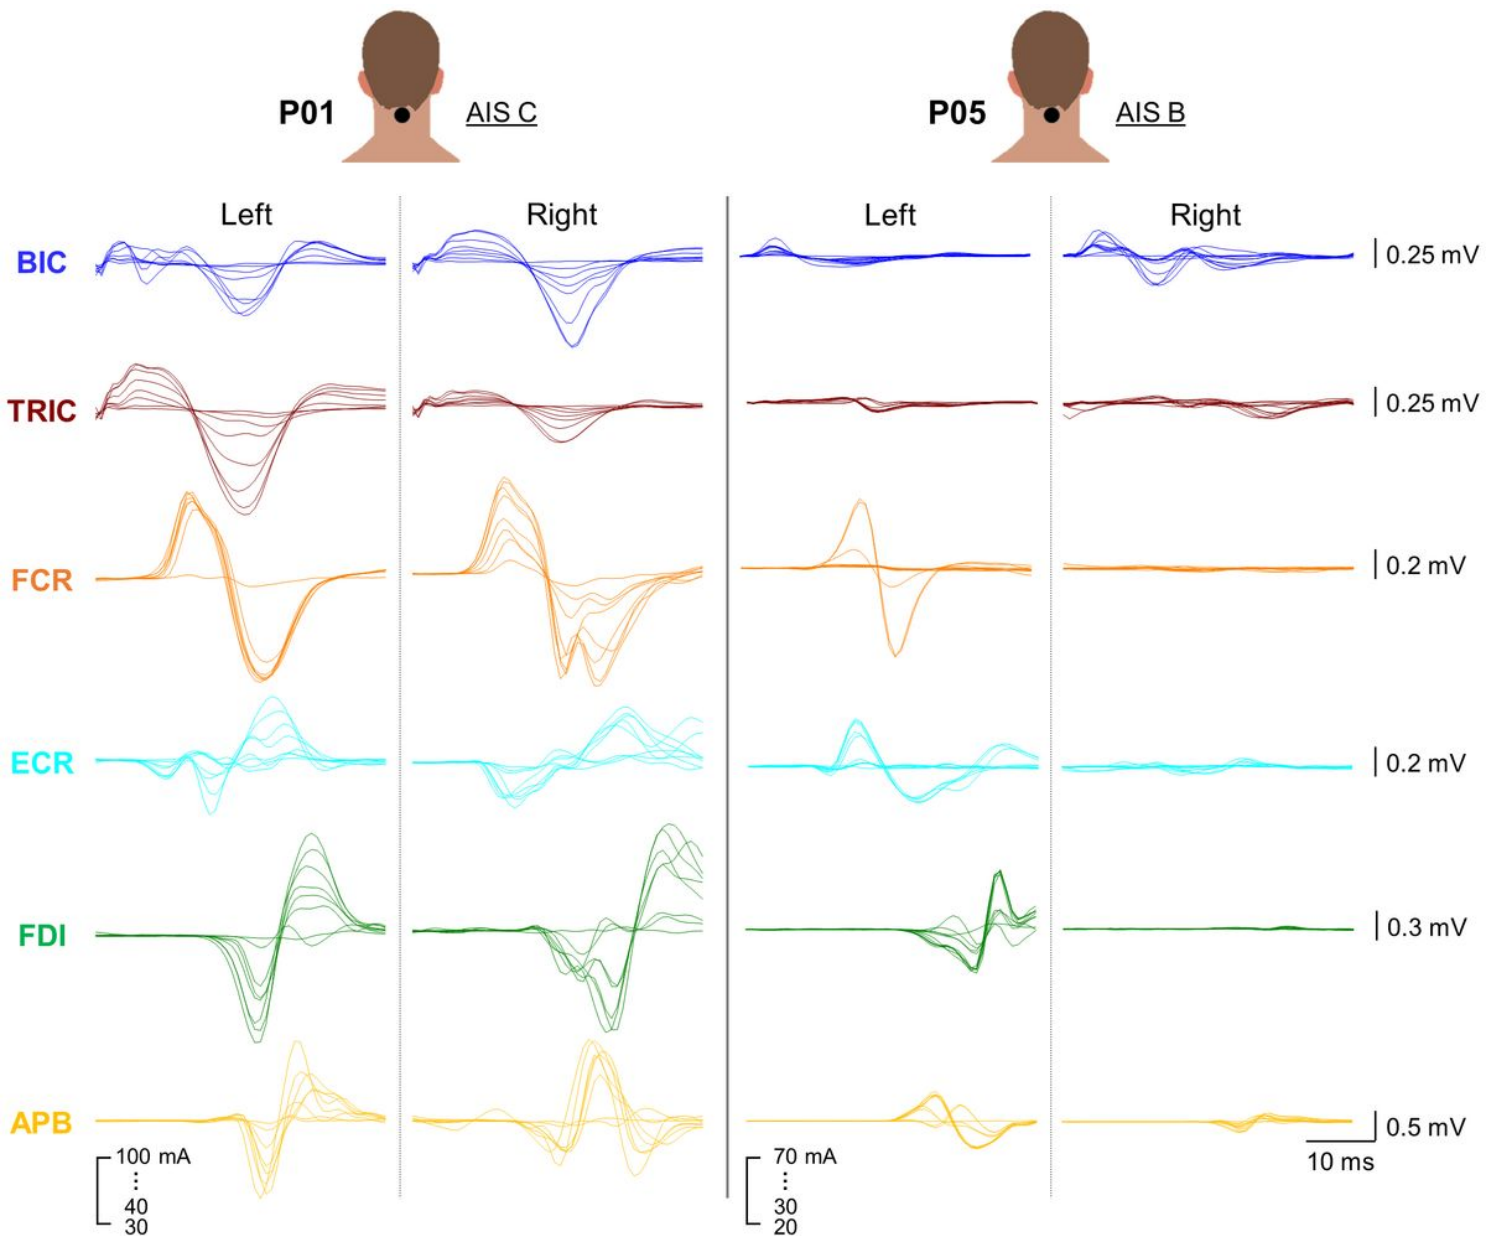 P01 AIS C P05 AIS B
Left Right Left Right
BIC 0.25 mV
TRIC 0.25 mV
FCR 0.2 mV
ECR 0.2 mV
FDI 0.3 mV
APB 0.5 mV
10 ms
100 mA 70 mA
⋮ ⋮
40 30
30 20